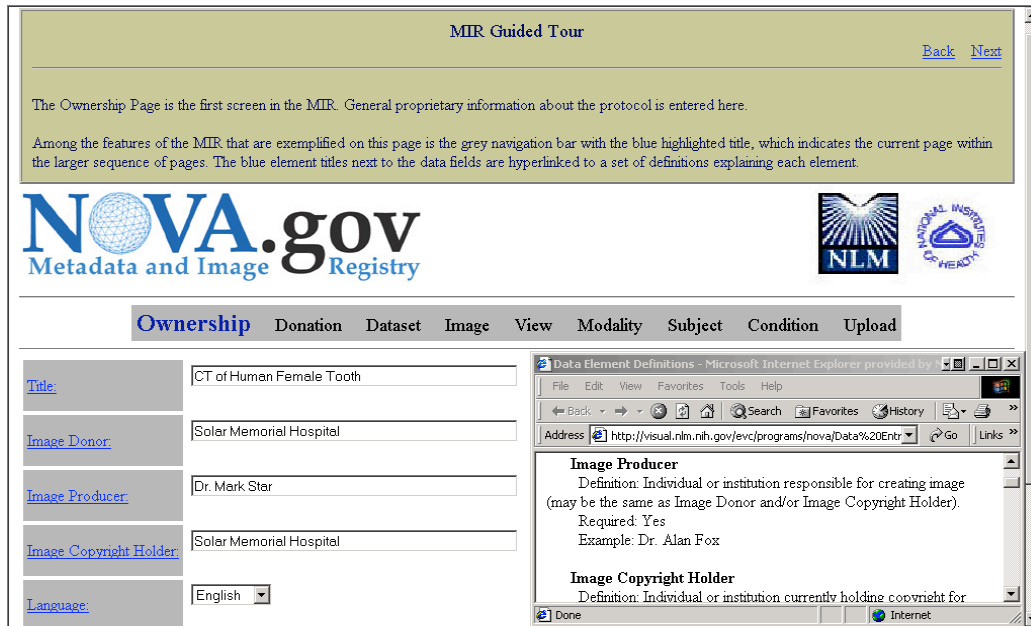 MIR Guided Tour
Back Next
The Ownership Page is the first screen in the MIR. General proprietary information about the protocol is entered here.
Among the features of the MIR that are exemplified on this page is the grey navigation bar with the blue highlighted title, which indicates the current page within
the larger sequence of pages. The blue element titles next to the data fields are hyperlinked to a set of definitions explaining each element.
NOVA.gov
Metadata and Image Registry
NLM
NATIONAL INSTITUTES OF HEALTH
Ownership Donation Dataset Image View Modality Subject Condition Upload
Title: CT of Human Female Tooth
Image Donor: Solar Memorial Hospital
Image Producer: Dr. Mark Star
Image Copyright Holder: Solar Memorial Hospital
Language: English
Data Element Definitions - Microsoft Internet Explorer provided by
File Edit View Favorites Tools Help
Back Search Favorites History »
Address http://visual.nlm.nih.gov/evc/programs/nova/Data%20Entr Go Links »
Image Producer
Definition: Individual or institution responsible for creating image
(may be the same as Image Donor and/or Image Copyright Holder).
Required: Yes
Example: Dr. Alan Fox
Image Copyright Holder
Definition: Individual or institution currently holding copyright for
Done Internet